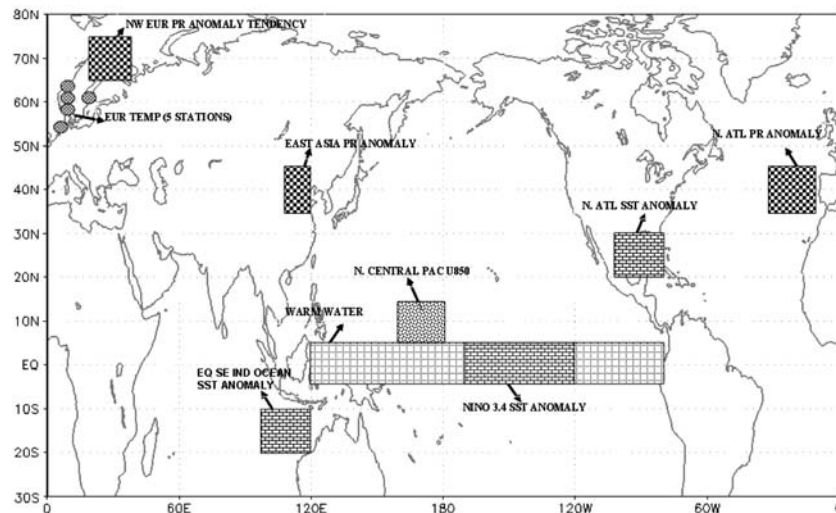 80N
NW EUR PR ANOMALY TENDENCY
70N
60N
EUR TEMP (5 STATIONS)
50N
EAST ASIA PR ANOMALY
N. ATL PR ANOMALY
40N
N. ATL SST ANOMALY
30N
20N
N. CENTRAL PAC U850
10N
WARM WATER
EQ
EQ SE IND OCEAN
SST ANOMALY
NINO 3.4 SST ANOMALY
10S
20S
30S
0 60E 120E 180 120W 60W